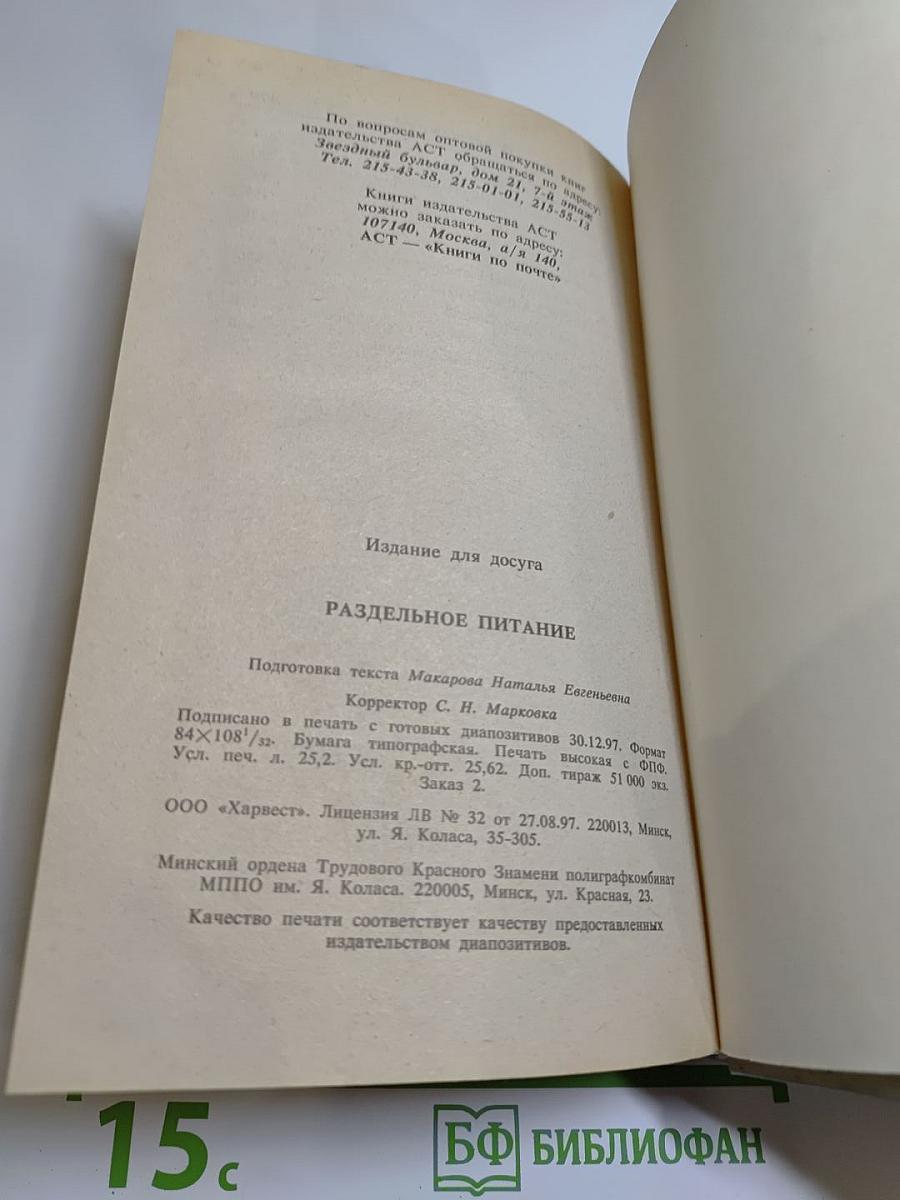 По вопросам оптовой покупки книг
издательства АСТ обращаться по адресу:
Звездный бульвар, дом 21, 7-й этаж
Тел. 215-43-38, 215-01-01, 215-55-13
Книги издательства АСТ
можно заказать по адресу:
107140, Москва, а/я 140,
АСТ — «Книги по почте»
Издание для досуга
РАЗДЕЛЬНОЕ ПИТАНИЕ
Подготовка текста Макарова Наталья Евгеньевна
Корректор С. Н. Марковка
Подписано в печать с готовых диапозитивов 30.12.97. Формат
84×108¹/₃₂. Бумага типографская. Печать высокая с ФПФ.
Усл. печ. л. 25,2. Усл. кр.-отт. 25,62. Доп. тираж 51 000 экз.
Заказ 2.
ООО «Харвест». Лицензия ЛВ № 32 от 27.08.97. 220013, Минск,
ул. Я. Коласа, 35-305.
Минский ордена Трудового Красного Знамени полиграфкомбинат
МППО им. Я. Коласа. 220005, Минск, ул. Красная, 23.
Качество печати соответствует качеству предоставленных
издательством диапозитивов.
15 с
БФ БИБЛИОФАН